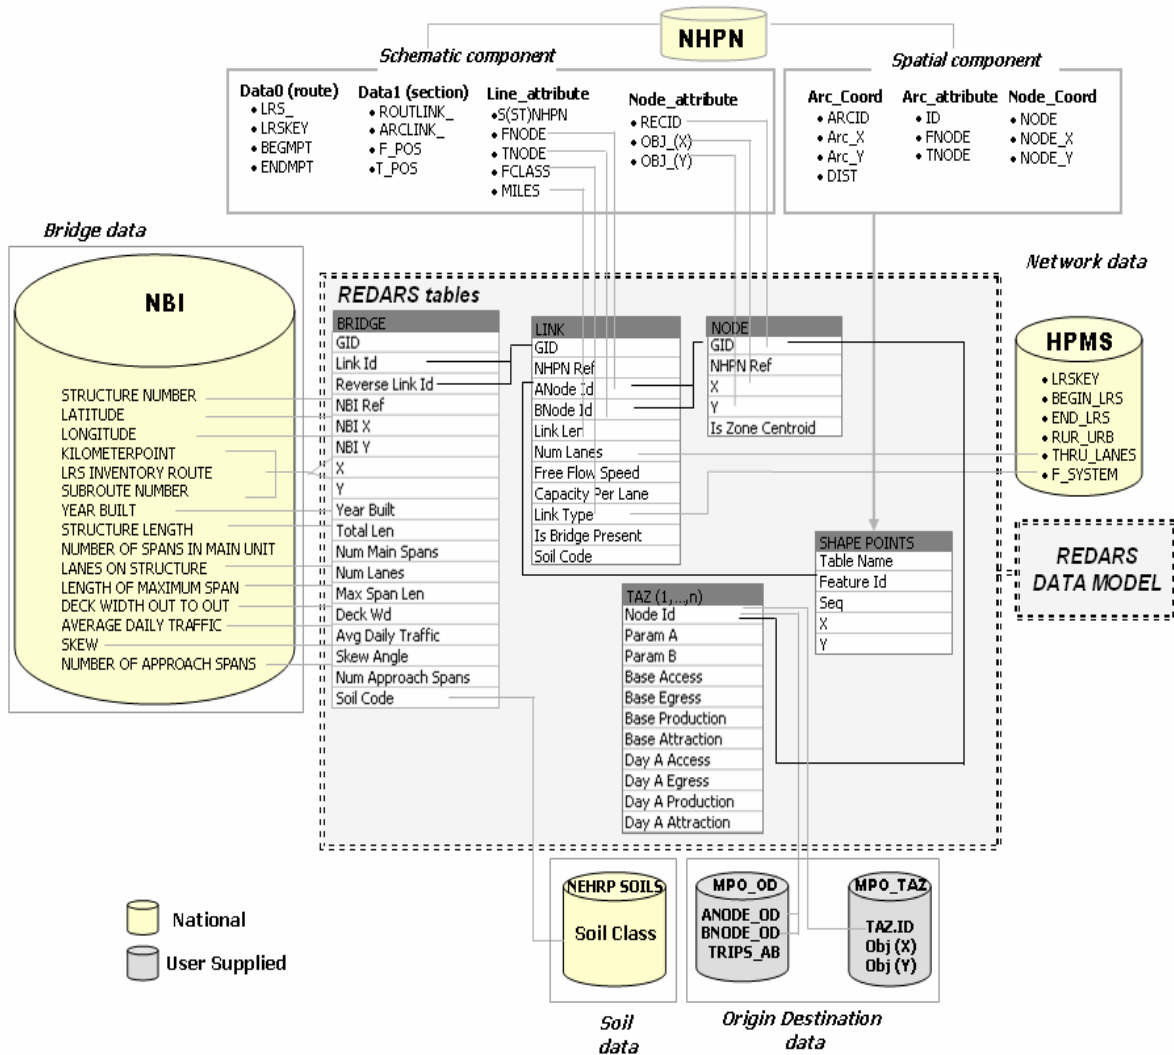 NHPN
Schematic component
Spatial component
Data0 (route)
• LRS_
• LRSKEY
• BEGMPT
• ENDMPT
Data1 (section)
• ROUTLINK_
• ARCLINK_
• F_POS
•T_POS
Line_attribute
•S(ST)NHPN
• FNODE
• TNODE
• FCLASS
• MILES
Node_attribute
• RECID
• OBJ_(X)
• OBJ_(Y)
Arc_Coord
• ARCID
• Arc_X
• Arc_Y
• DIST
Arc_attribute
• ID
• FNODE
• TNODE
Node_Coord
• NODE
• NODE_X
• NODE_Y
Bridge data
NBI
STRUCTURE NUMBER
LATITUDE
LONGITUDE
KILOMETERPOINT
LRS INVENTORY ROUTE
SUBROUTE NUMBER
YEAR BUILT
STRUCTURE LENGTH
NUMBER OF SPANS IN MAIN UNIT
LANES ON STRUCTURE
LENGTH OF MAXIMUM SPAN
DECK WIDTH OUT TO OUT
AVERAGE DAILY TRAFFIC
SKEW
NUMBER OF APPROACH SPANS
REDARS tables
BRIDGE
GID
Link Id
Reverse Link Id
NBI Ref
NBI X
NBI Y
X
Y
Year Built
Total Len
Num Main Spans
Num Lanes
Max Span Len
Deck Wd
Avg Daily Traffic
Skew Angle
Num Approach Spans
Soil Code
LINK
GID
NHPN Ref
ANode Id
BNode Id
Link Len
Num Lanes
Free Flow Speed
Capacity Per Lane
Link Type
Is Bridge Present
Soil Code
NODE
GID
NHPN Ref
X
Y
Is Zone Centroid
TAZ (1,...,n)
Node Id
Param A
Param B
Base Access
Base Egress
Base Production
Base Attraction
Day A Access
Day A Egress
Day A Production
Day A Attraction
SHAPE POINTS
Table Name
Feature Id
Seq
X
Y
Network data
HPMS
• LRSKEY
• BEGIN_LRS
• END_LRS
• RUR_URB
• THRU_LANES
• F_SYSTEM
REDARS
DATA MODEL
National
User Supplied
NEHRP SOILS
Soil Class
Soil
data
MPO_OD
ANODE_OD
BNODE_OD
TRIPS_AB
MPO_TAZ
TAZ.ID
Obj (X)
Obj (Y)
Origin Destination
data